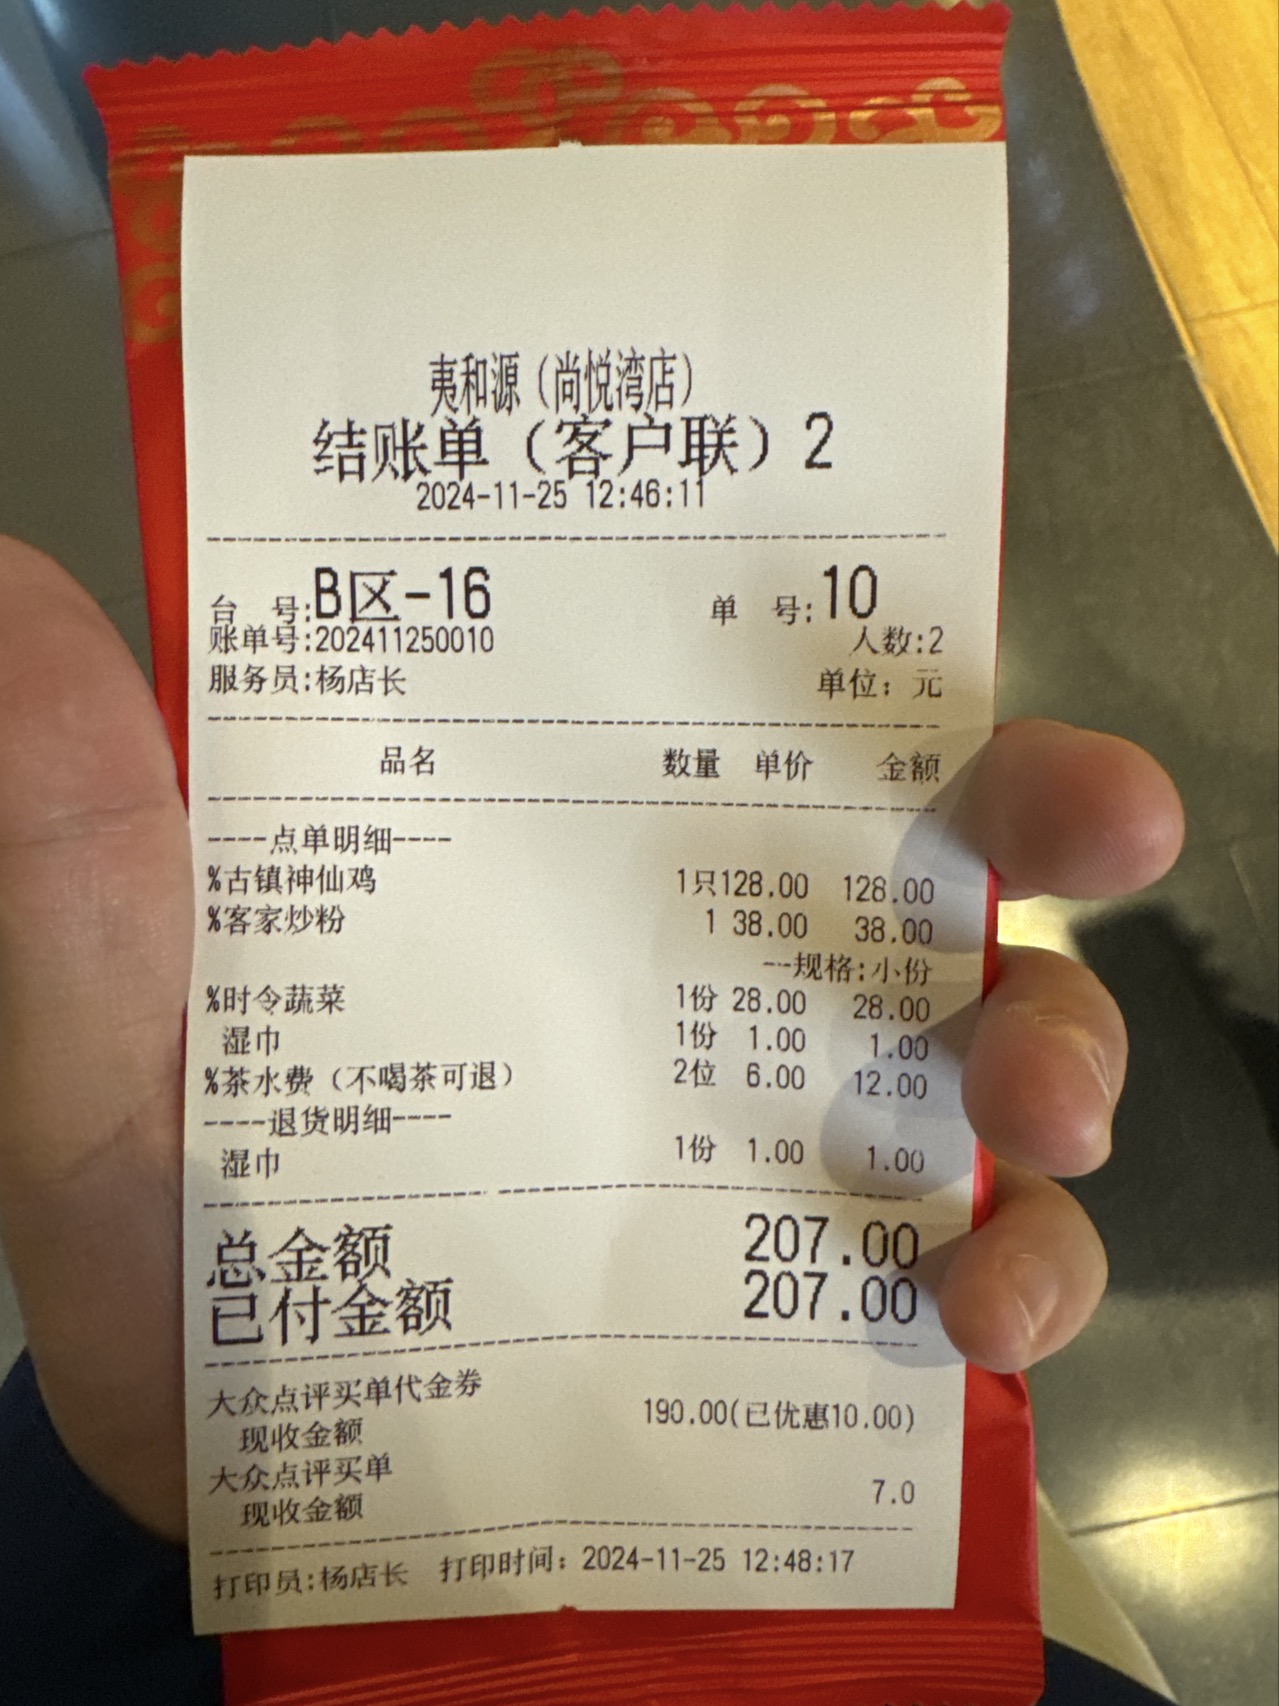 夷和源（尚悦湾店）
结账单（客户联）2
2024-11-25 12:46:11
台　号:B区-16　单　号:10
账单号:202411250010　人数:2
服务员:杨店长　单位：元
品名　数量　单价　金额
----点单明细----
%古镇神仙鸡　1只128.00　128.00
%客家炒粉　1 38.00　38.00
--规格:小份
%时令蔬菜　1份 28.00　28.00
湿巾　1份 1.00　1.00
%茶水费（不喝茶可退）　2位 6.00　12.00
----退货明细----
湿巾　1份 1.00　1.00
总金额　207.00
已付金额　207.00
大众点评买单代金券
现收金额　190.00(已优惠10.00)
大众点评买单
现收金额　7.0
打印员:杨店长　打印时间：2024-11-25 12:48:17